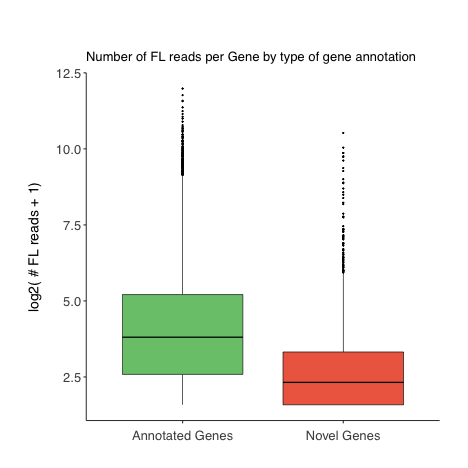 Number of FL reads per Gene by type of gene annotation
12.5
10.0
7.5
5.0
2.5
log2( # FL reads + 1)
Annotated Genes
Novel Genes